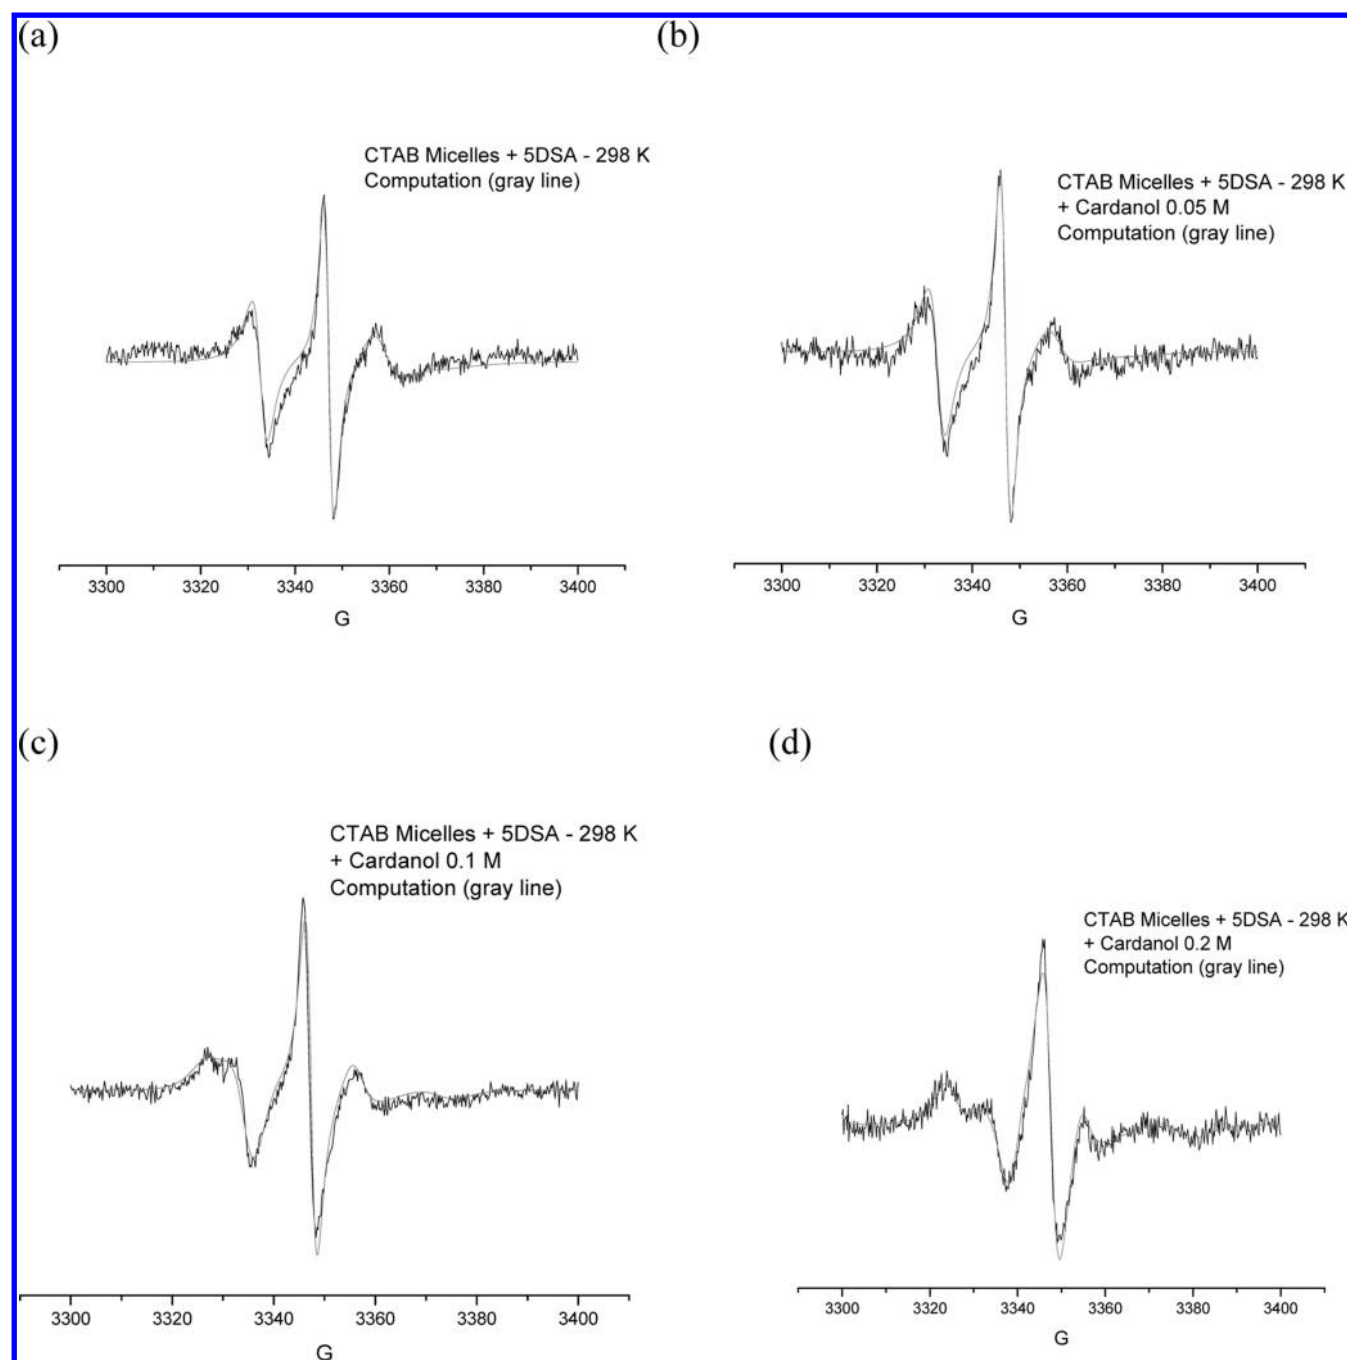 (a)
CTAB Micelles + 5DSA - 298 K
Computation (gray line)
3300 3320 3340 3360 3380 3400
G
(b)
CTAB Micelles + 5DSA - 298 K
+ Cardanol 0.05 M
Computation (gray line)
3300 3320 3340 3360 3380 3400
G
(c)
CTAB Micelles + 5DSA - 298 K
+ Cardanol 0.1 M
Computation (gray line)
3300 3320 3340 3360 3380 3400
G
(d)
CTAB Micelles + 5DSA - 298 K
+ Cardanol 0.2 M
Computation (gray line)
3300 3320 3340 3360 3380 3400
G